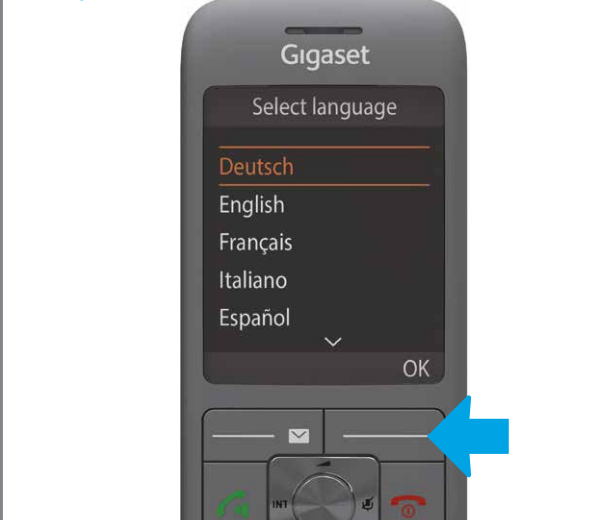 Gigaset
Select language
Deutsch
English
Français
Italiano
Español
OK
INT